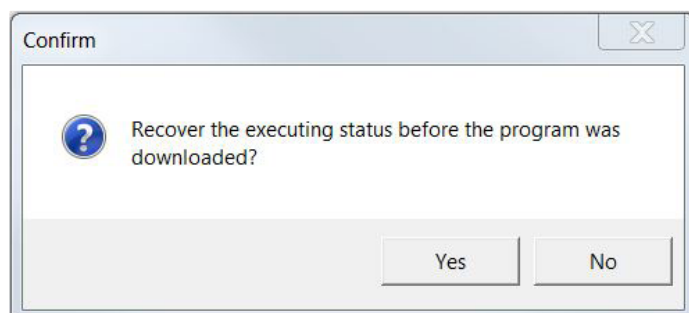 Confirm
Recover the executing status before the program was
downloaded?
Yes
No